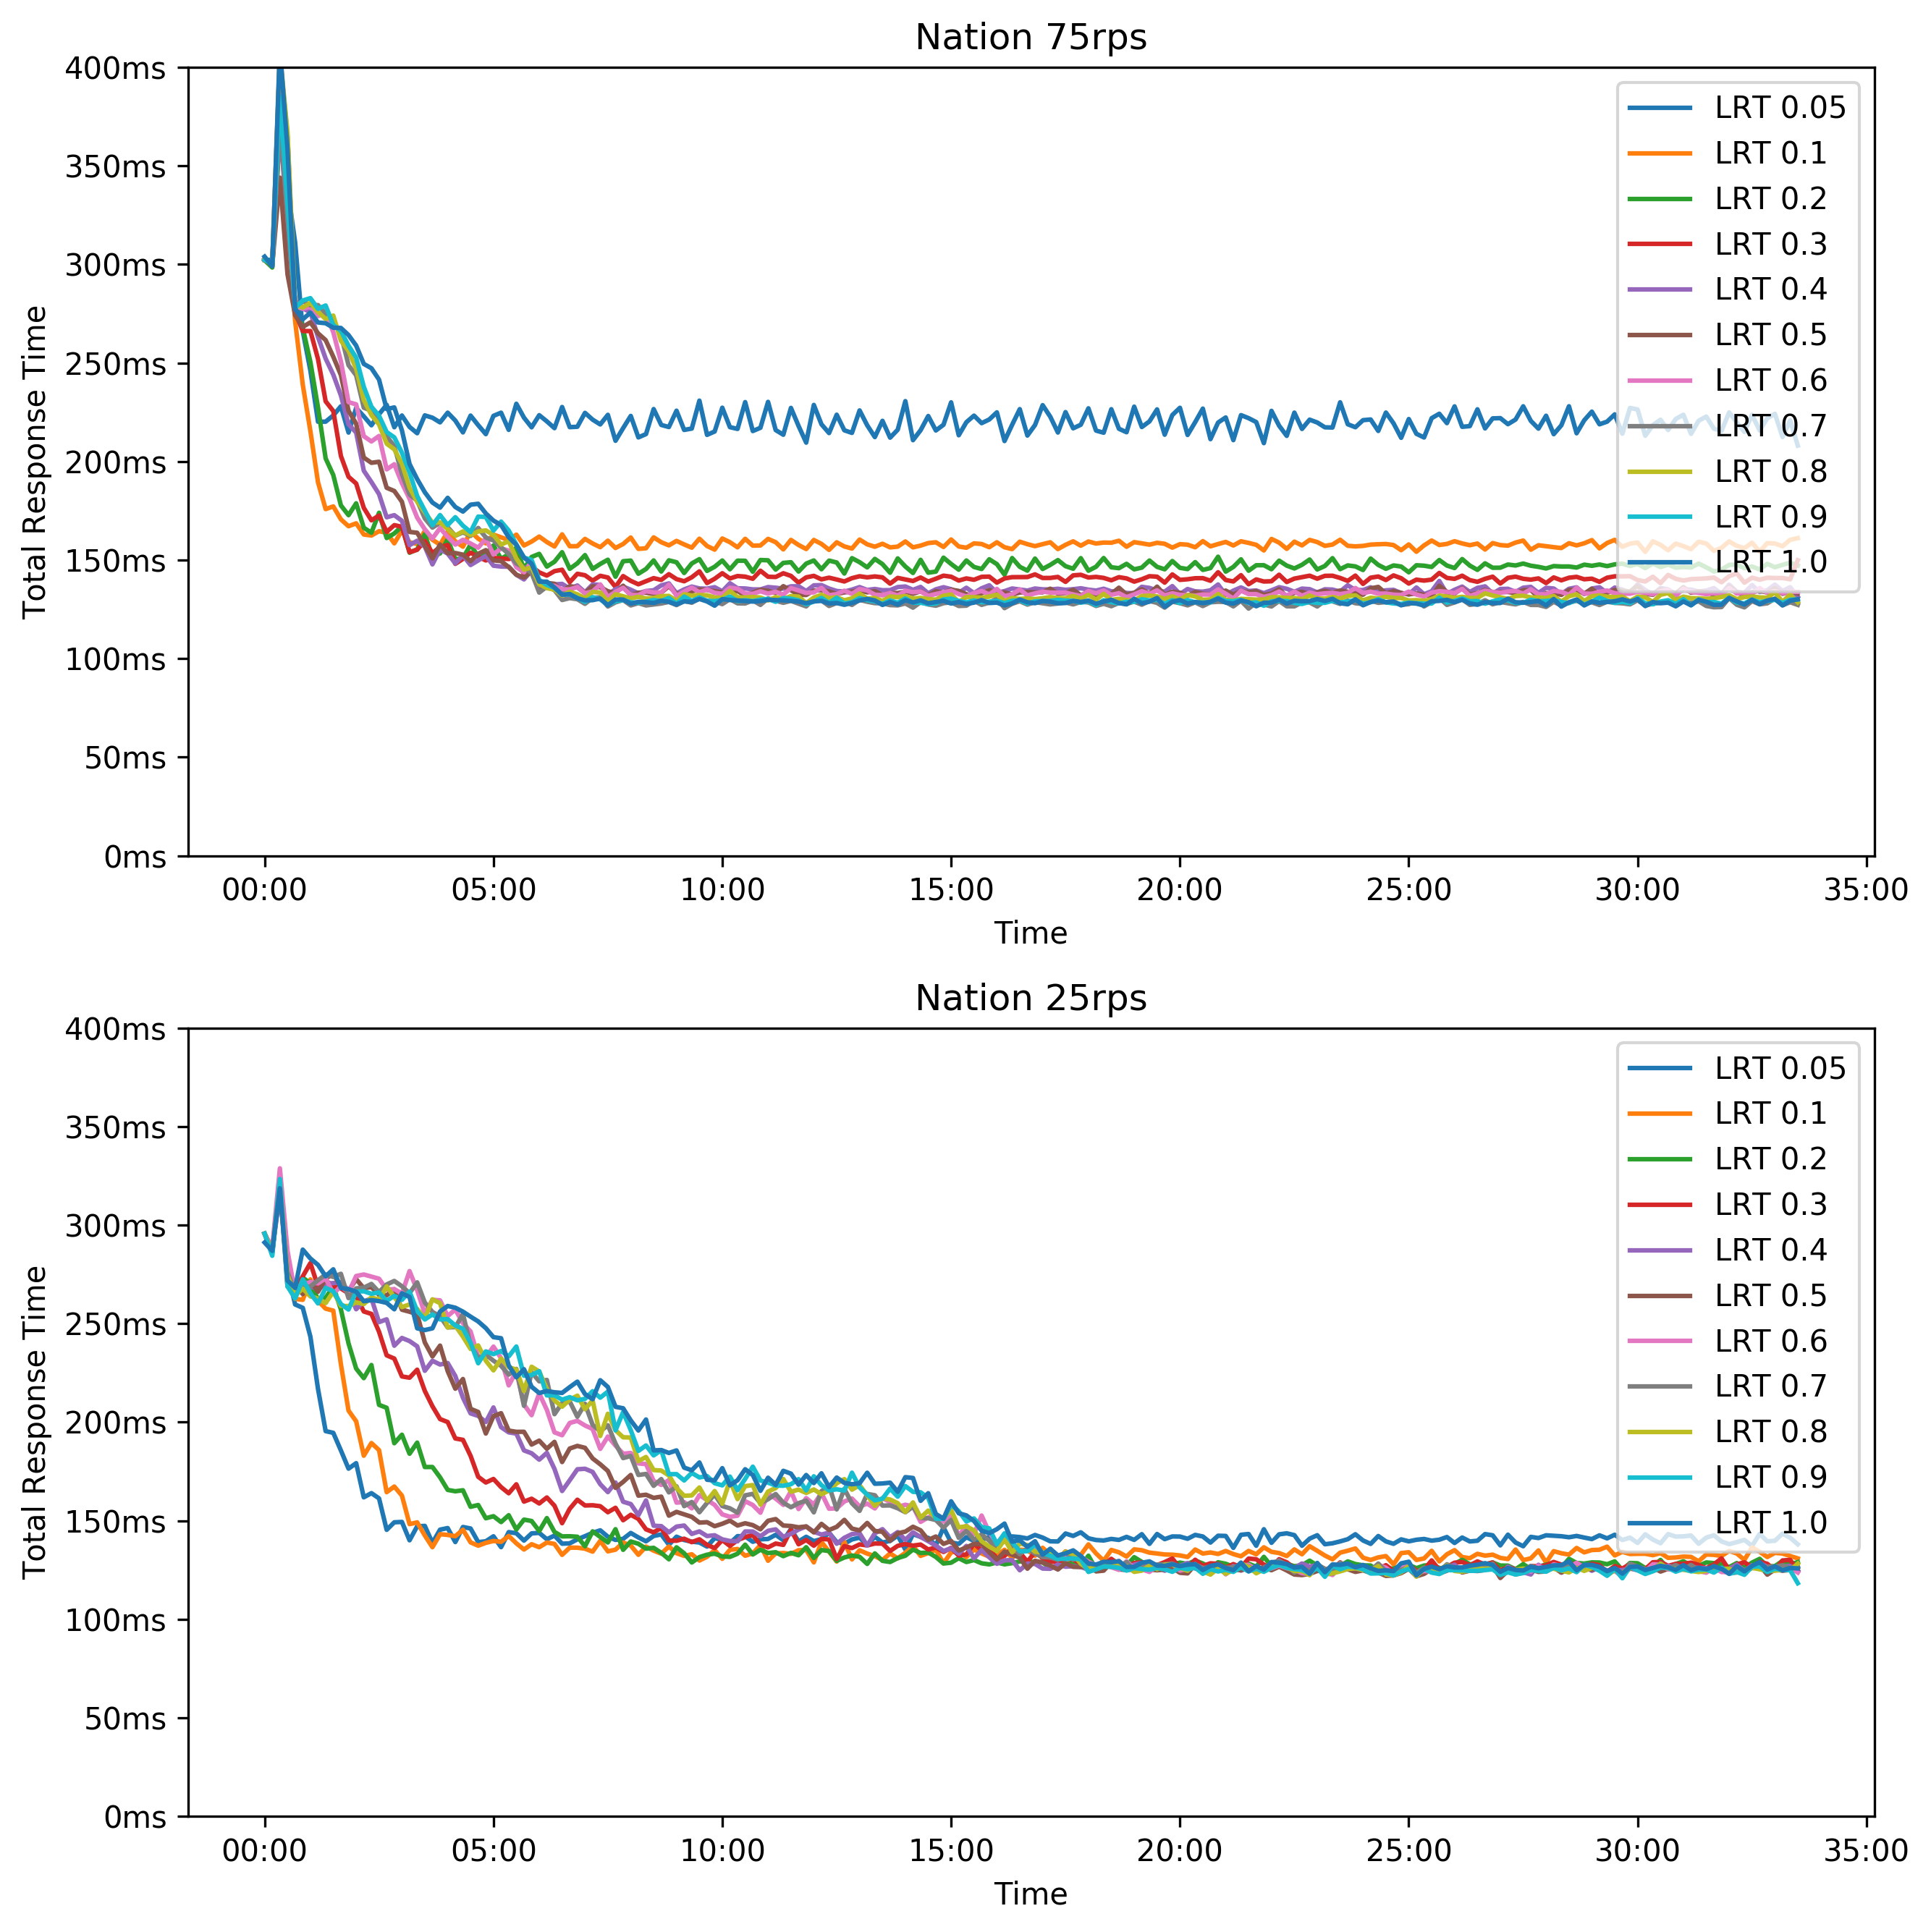 Nation 75rps
400ms
350ms
300ms
250ms
200ms
150ms
100ms
50ms
0ms
Total Response Time
00:00 05:00 10:00 15:00 20:00 25:00 30:00 35:00
Time
LRT 0.05
LRT 0.1
LRT 0.2
LRT 0.3
LRT 0.4
LRT 0.5
LRT 0.6
LRT 0.7
LRT 0.8
LRT 0.9
LRT 1.0
Nation 25rps
400ms
350ms
300ms
250ms
200ms
150ms
100ms
50ms
0ms
Total Response Time
00:00 05:00 10:00 15:00 20:00 25:00 30:00 35:00
Time
LRT 0.05
LRT 0.1
LRT 0.2
LRT 0.3
LRT 0.4
LRT 0.5
LRT 0.6
LRT 0.7
LRT 0.8
LRT 0.9
LRT 1.0